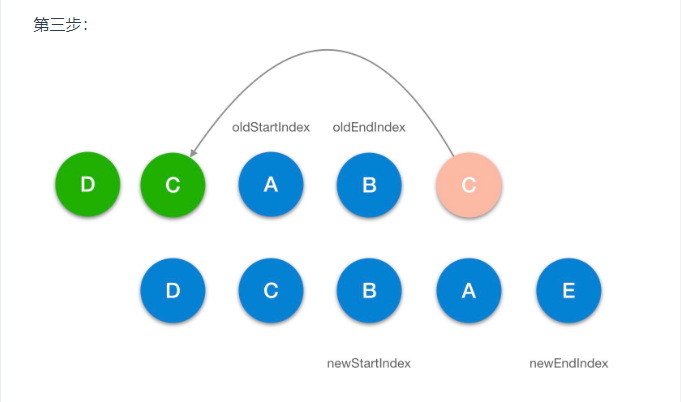 第三步：
oldStartIndex oldEndIndex
D C A B C
D C B A E
newStartIndex newEndIndex